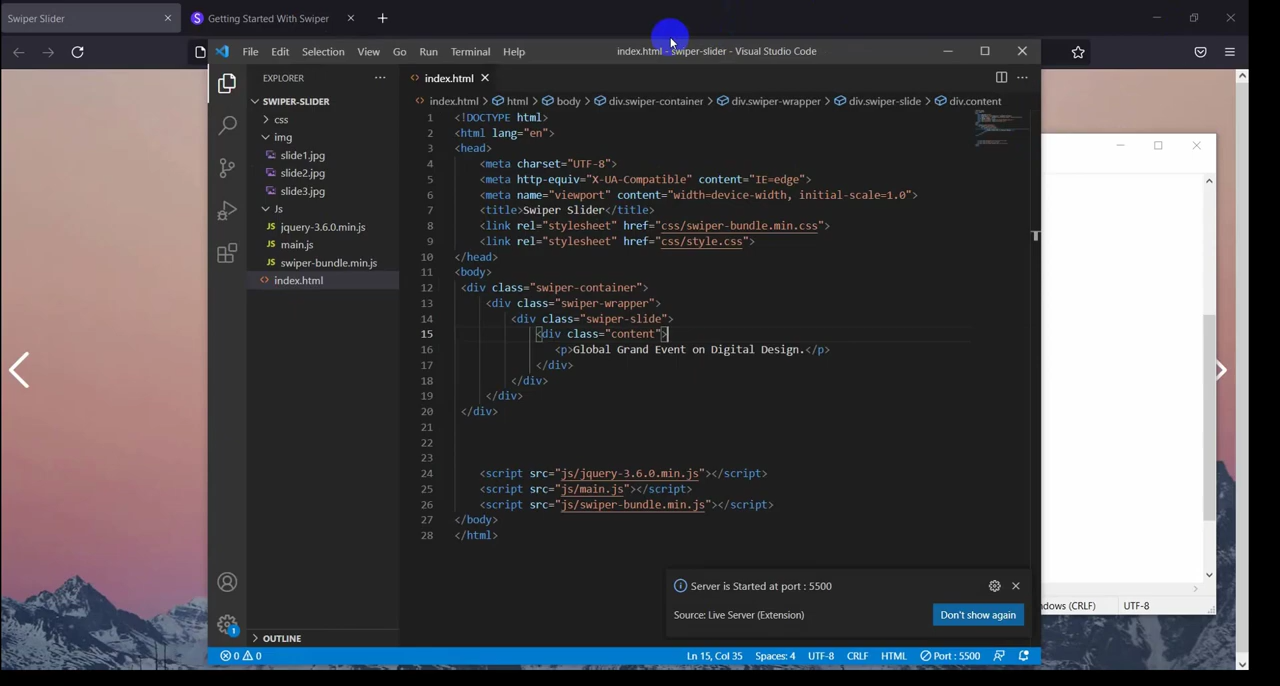 Swiper Slider
Getting Started With Swiper
File Edit Selection View Go Run Terminal Help
index.html - swiper-slider - Visual Studio Code
EXPLORER
SWIPER-SLIDER
css
img
slide1.jpg
slide2.jpg
slide3.jpg
Js
jquery-3.6.0.min.js
main.js
swiper-bundle.min.js
index.html
OUTLINE
index.html
index.html html body div.swiper-container div.swiper-wrapper div.swiper-slide div.content
1 <!DOCTYPE html>
2 <html lang="en">
3 <head>
4 <meta charset="UTF-8">
5 <meta http-equiv="X-UA-Compatible" content="IE=edge">
6 <meta name="viewport" content="width=device-width, initial-scale=1.0">
7 <title>Swiper Slider</title>
8 <link rel="stylesheet" href="css/swiper-bundle.min.css">
9 <link rel="stylesheet" href="css/style.css">
10 </head>
11 <body>
12 <div class="swiper-container">
13 <div class="swiper-wrapper">
14 <div class="swiper-slide">
15 <div class="content">
16 <p>Global Grand Event on Digital Design.</p>
17 </div>
18 </div>
19 </div>
20 </div>
21
22
23
24 <script src="js/jquery-3.6.0.min.js"></script>
25 <script src="js/main.js"></script>
26 <script src="js/swiper-bundle.min.js"></script>
27 </body>
28 </html>
T
Server is Started at port : 5500
Source: Live Server (Extension)
Don't show again
1
0 0
Ln 15, Col 35 Spaces: 4 UTF-8 CRLF HTML Port : 5500
(CRLF) UTF-8